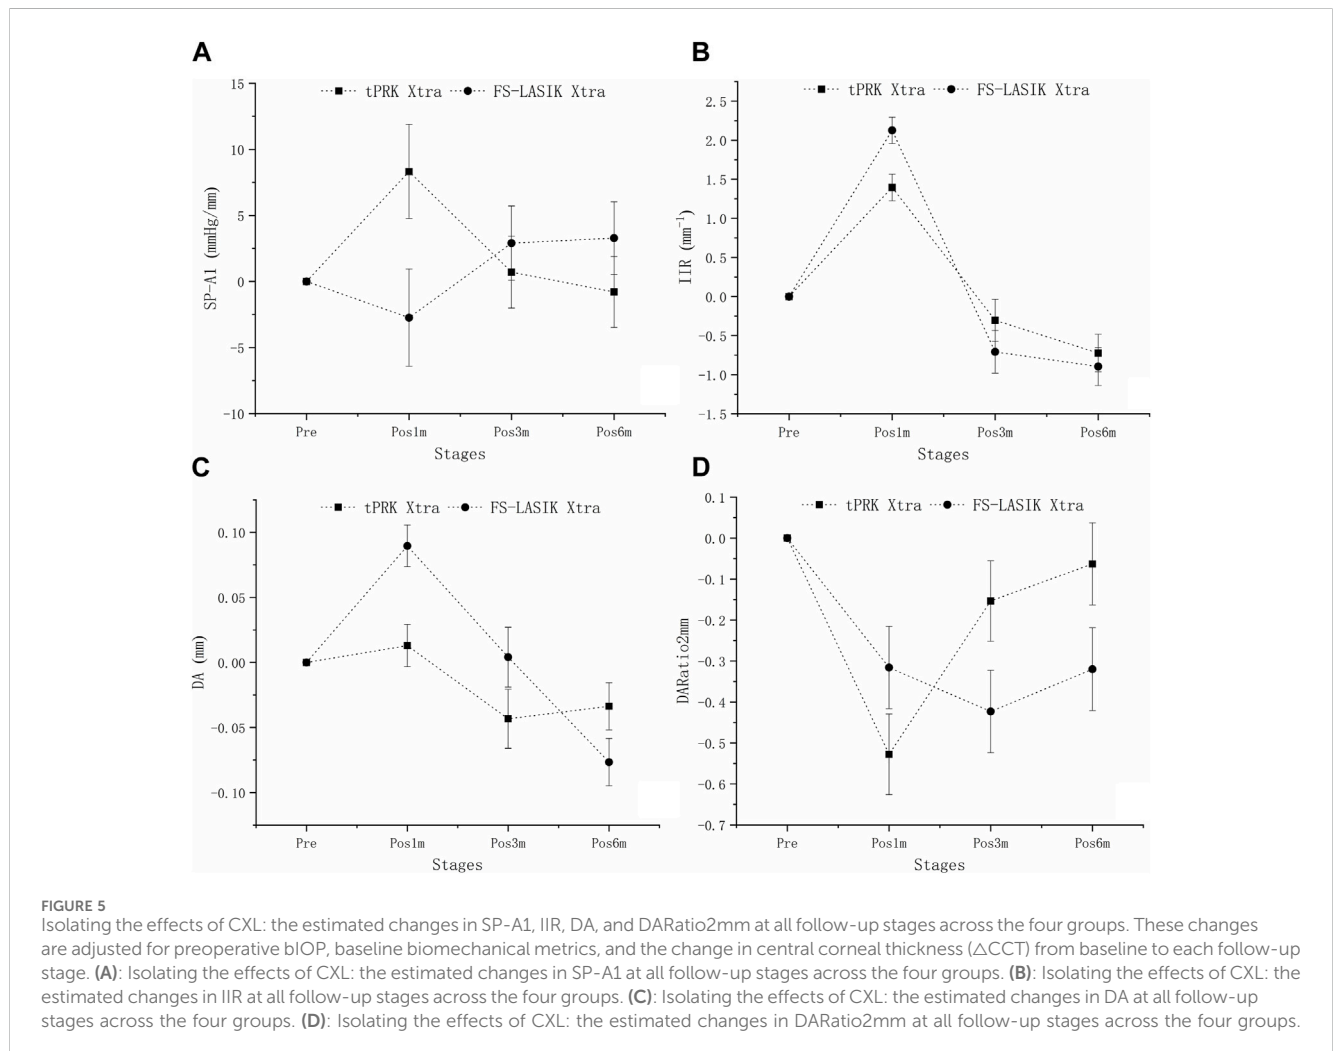 A
tPRK Xtra
FS-LASIK Xtra
15
10
5
0
-5
-10
SP-A1 (mmHg/mm)
Pre
Pos1m
Pos3m
Pos6m
Stages
B
tPRK Xtra
FS-LASIK Xtra
2.5
2.0
1.5
1.0
0.5
0.0
-0.5
-1.0
-1.5
IIR (mm⁻¹)
Pre
Pos1m
Pos3m
Pos6m
Stages
C
tPRK Xtra
FS-LASIK Xtra
0.10
0.05
0.00
-0.05
-0.10
DA (mm)
Pre
Pos1m
Pos3m
Pos6m
Stages
D
tPRK Xtra
FS-LASIK Xtra
0.1
0.0
-0.1
-0.2
-0.3
-0.4
-0.5
-0.6
-0.7
DARatio2mm
Pre
Pos1m
Pos3m
Pos6m
Stages
FIGURE 5
Isolating the effects of CXL: the estimated changes in SP-A1, IIR, DA, and DARatio2mm at all follow-up stages across the four groups. These changes
are adjusted for preoperative bIOP, baseline biomechanical metrics, and the change in central corneal thickness (△CCT) from baseline to each follow-up
stage. (A): Isolating the effects of CXL: the estimated changes in SP-A1 at all follow-up stages across the four groups. (B): Isolating the effects of CXL: the
estimated changes in IIR at all follow-up stages across the four groups. (C): Isolating the effects of CXL: the estimated changes in DA at all follow-up
stages across the four groups. (D): Isolating the effects of CXL: the estimated changes in DARatio2mm at all follow-up stages across the four groups.